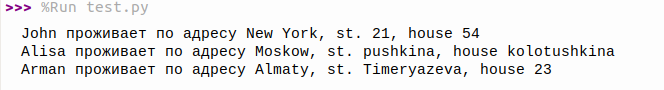 >>> %Run test.py
John проживает по адресу New York, st. 21, house 54
Alisa проживает по адресу Moskow, st. pushkina, house kolotushkina
Arman проживает по адресу Almaty, st. Timeryazeva, house 23